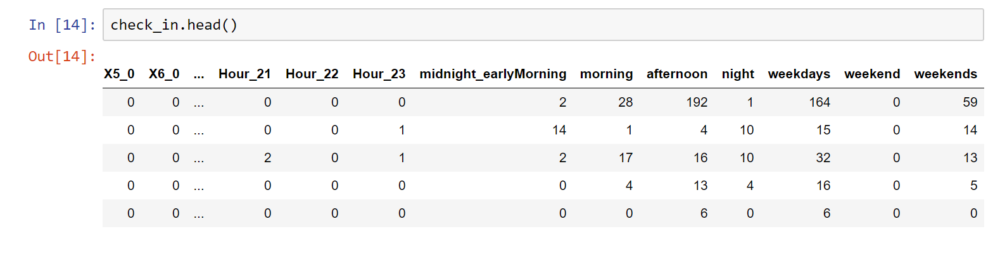 In [14]: check_in.head()
Out[14]:
X5_0 X6_0 ... Hour_21 Hour_22 Hour_23 midnight_earlyMorning morning afternoon night weekdays weekend weekends
0 0 ... 0 0 0 2 28 192 1 164 0 59
0 0 ... 0 0 1 14 1 4 10 15 0 14
0 0 ... 2 0 1 2 17 16 10 32 0 13
0 0 ... 0 0 0 0 4 13 4 16 0 5
0 0 ... 0 0 0 0 0 6 0 6 0 0